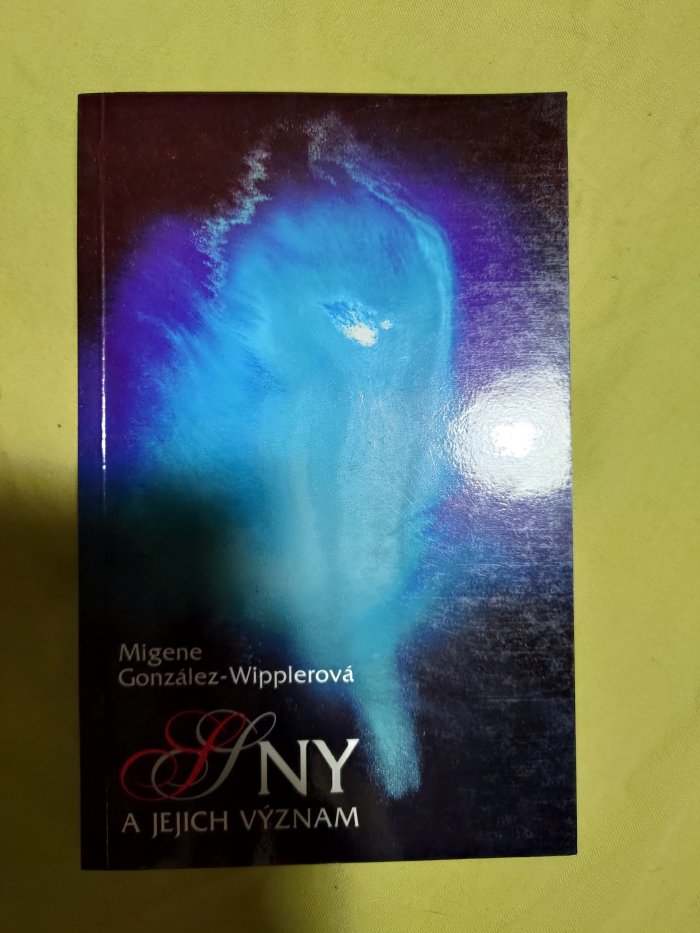 Migene
González-Wipplerová
SNY
A JEJICH VÝZNAM